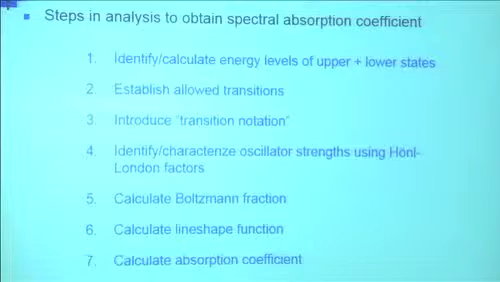 Steps in analysis to obtain spectral absorption coefficient
1. Identify/calculate energy levels of upper + lower states
2. Establish allowed transitions
3. Introduce "transition notation"
4. Identify/characterize oscillator strengths using Hönl-
London factors
5. Calculate Boltzmann fraction
6. Calculate lineshape function
7. Calculate absorption coefficient